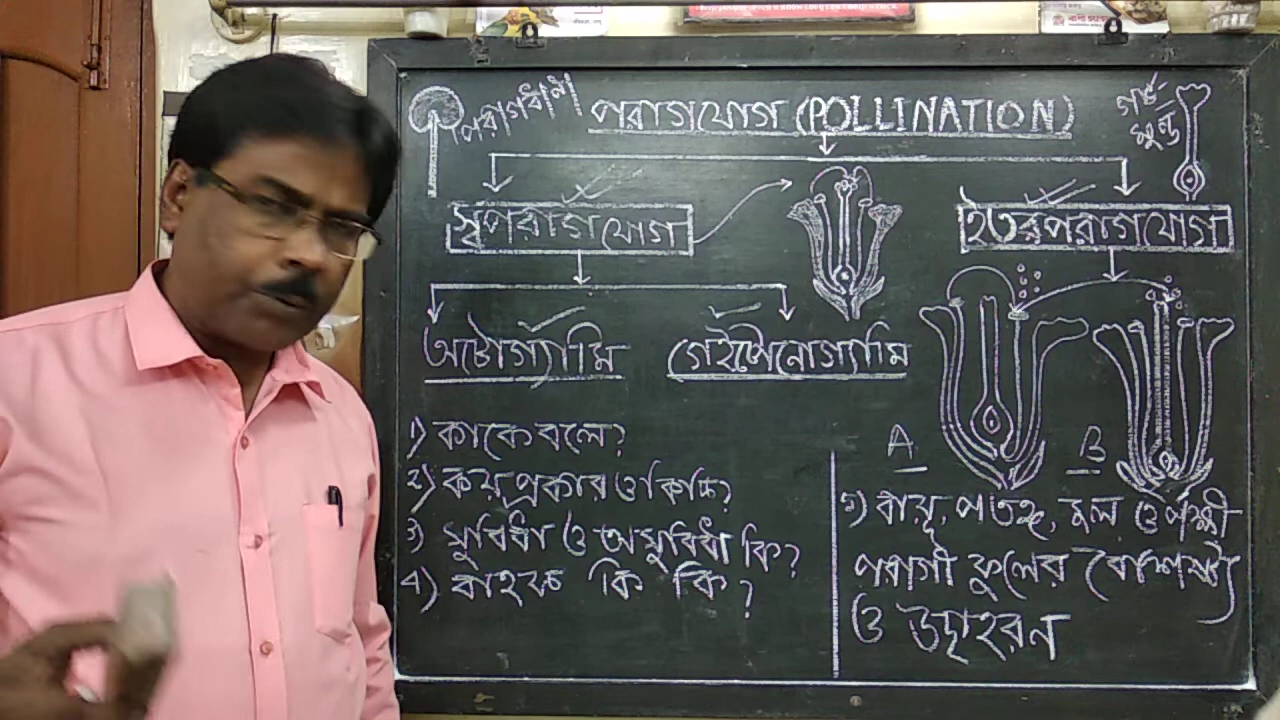 পরাগধানী
পরাগযোগ (POLLINATION)
গর্ভ
মুন্ড
স্বপরাগযোগ
ইতরপরাগযোগ
অটোগ্যামি
গেইটোনোগ্যামি
A
B
১) কাকে বলে?
২) কয় প্রকার ও কি কি?
৩) সুবিধা ও অসুবিধা কি?
৪) বাহক কি কি?
৫) বায়ু, পতঙ্গ, জল ও পক্ষী
পরাগী ফুলের বৈশিষ্ট্য
ও উদাহরন